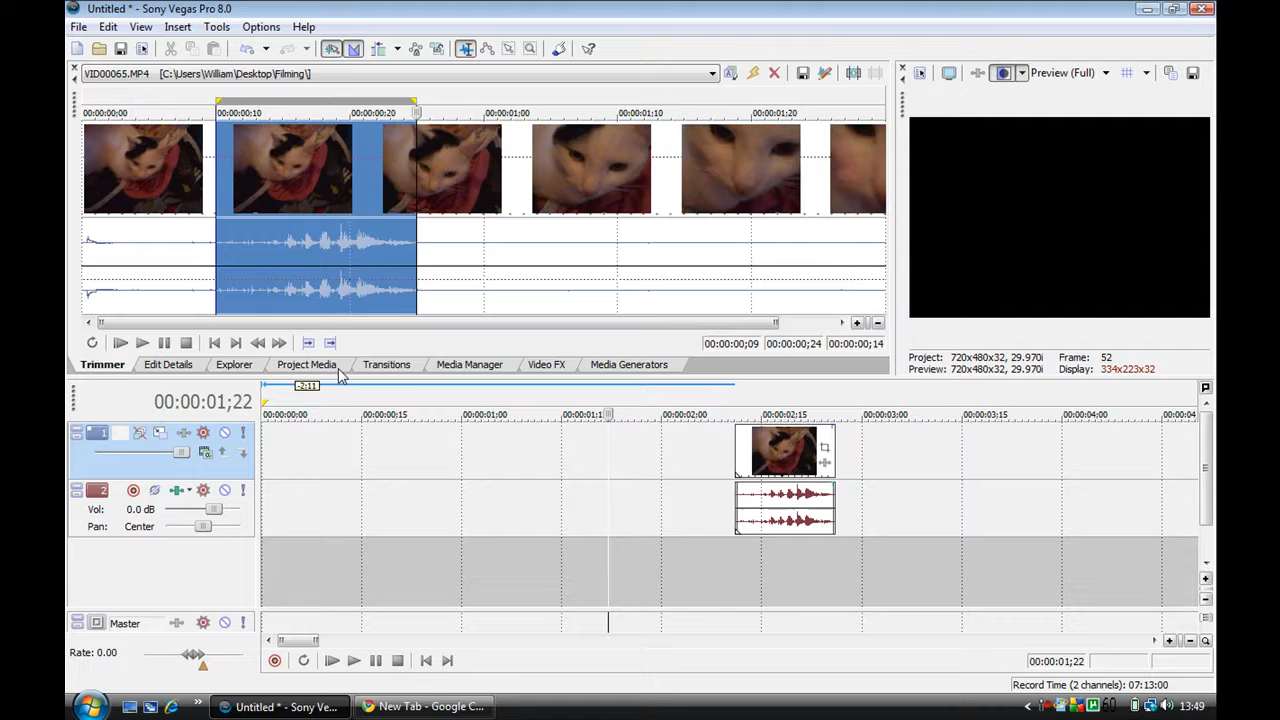 Untitled * - Sony Vegas Pro 8.0
File Edit View Insert Tools Options Help
VID00065.MP4 [C:\Users\William\Desktop\Filming\]
Preview (Full)
00:00:00;00 00:00:00;10 00:00:00;20 00:00:01;00 00:00:01;10 00:00:01;20
00:00:00;09 00:00:00;24 00:00:00;14
Trimmer Edit Details Explorer Project Media Transitions Media Manager Video FX Media Generators
Project: 720x480x32, 29.970i Frame: 52
Preview: 720x480x32, 29.970i Display: 334x223x32
-2;11
00:00:01;22
00:00:00;00 00:00:00;15 00:00:01;00 00:00:01;1 00:00:02;00 00:00:02;15 00:00:03;00 00:00:03;15 00:00:04;00 00:00:04
1
2
Vol: 0.0 dB
Pan: Center
Master
Rate: 0.00
00:00:01;22
Record Time (2 channels): 07:13:00
Untitled * - Sony Ve... New Tab - Google C... 13:49